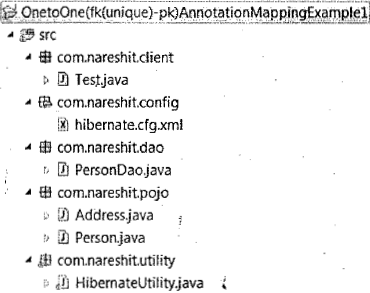 OnetoOne(fk(unique)-pk)AnnotationMappingExample1
src
com.nareshit.client
Test.java
com.nareshit.config
hibernate.cfg.xml
com.nareshit.dao
PersonDao.java
com.nareshit.pojo
Address.java
Person.java
com.nareshit.utility
HibernateUtility.java